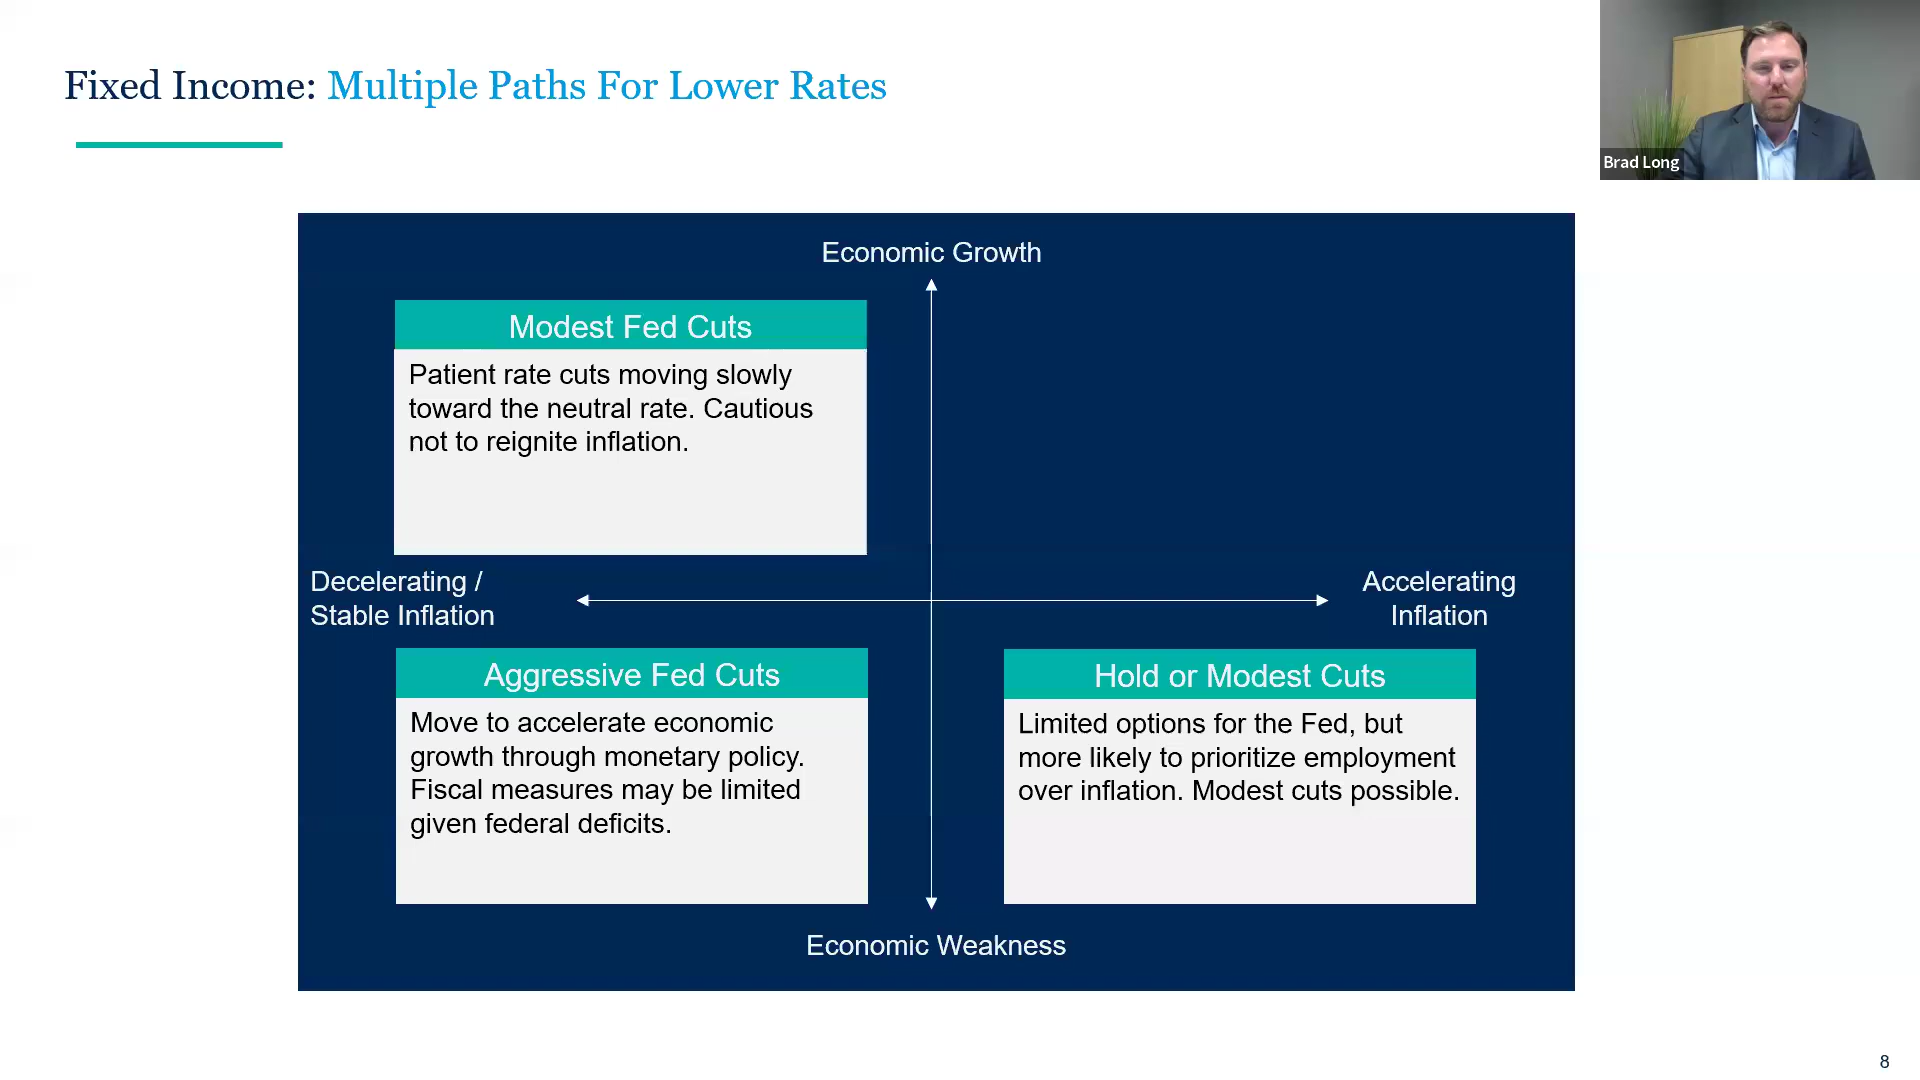 Fixed Income: Multiple Paths For Lower Rates
Brad Long
Economic Growth
Modest Fed Cuts
Patient rate cuts moving slowly
toward the neutral rate. Cautious
not to reignite inflation.
Decelerating /
Stable Inflation
Accelerating
Inflation
Aggressive Fed Cuts
Move to accelerate economic
growth through monetary policy.
Fiscal measures may be limited
given federal deficits.
Hold or Modest Cuts
Limited options for the Fed, but
more likely to prioritize employment
over inflation. Modest cuts possible.
Economic Weakness
8